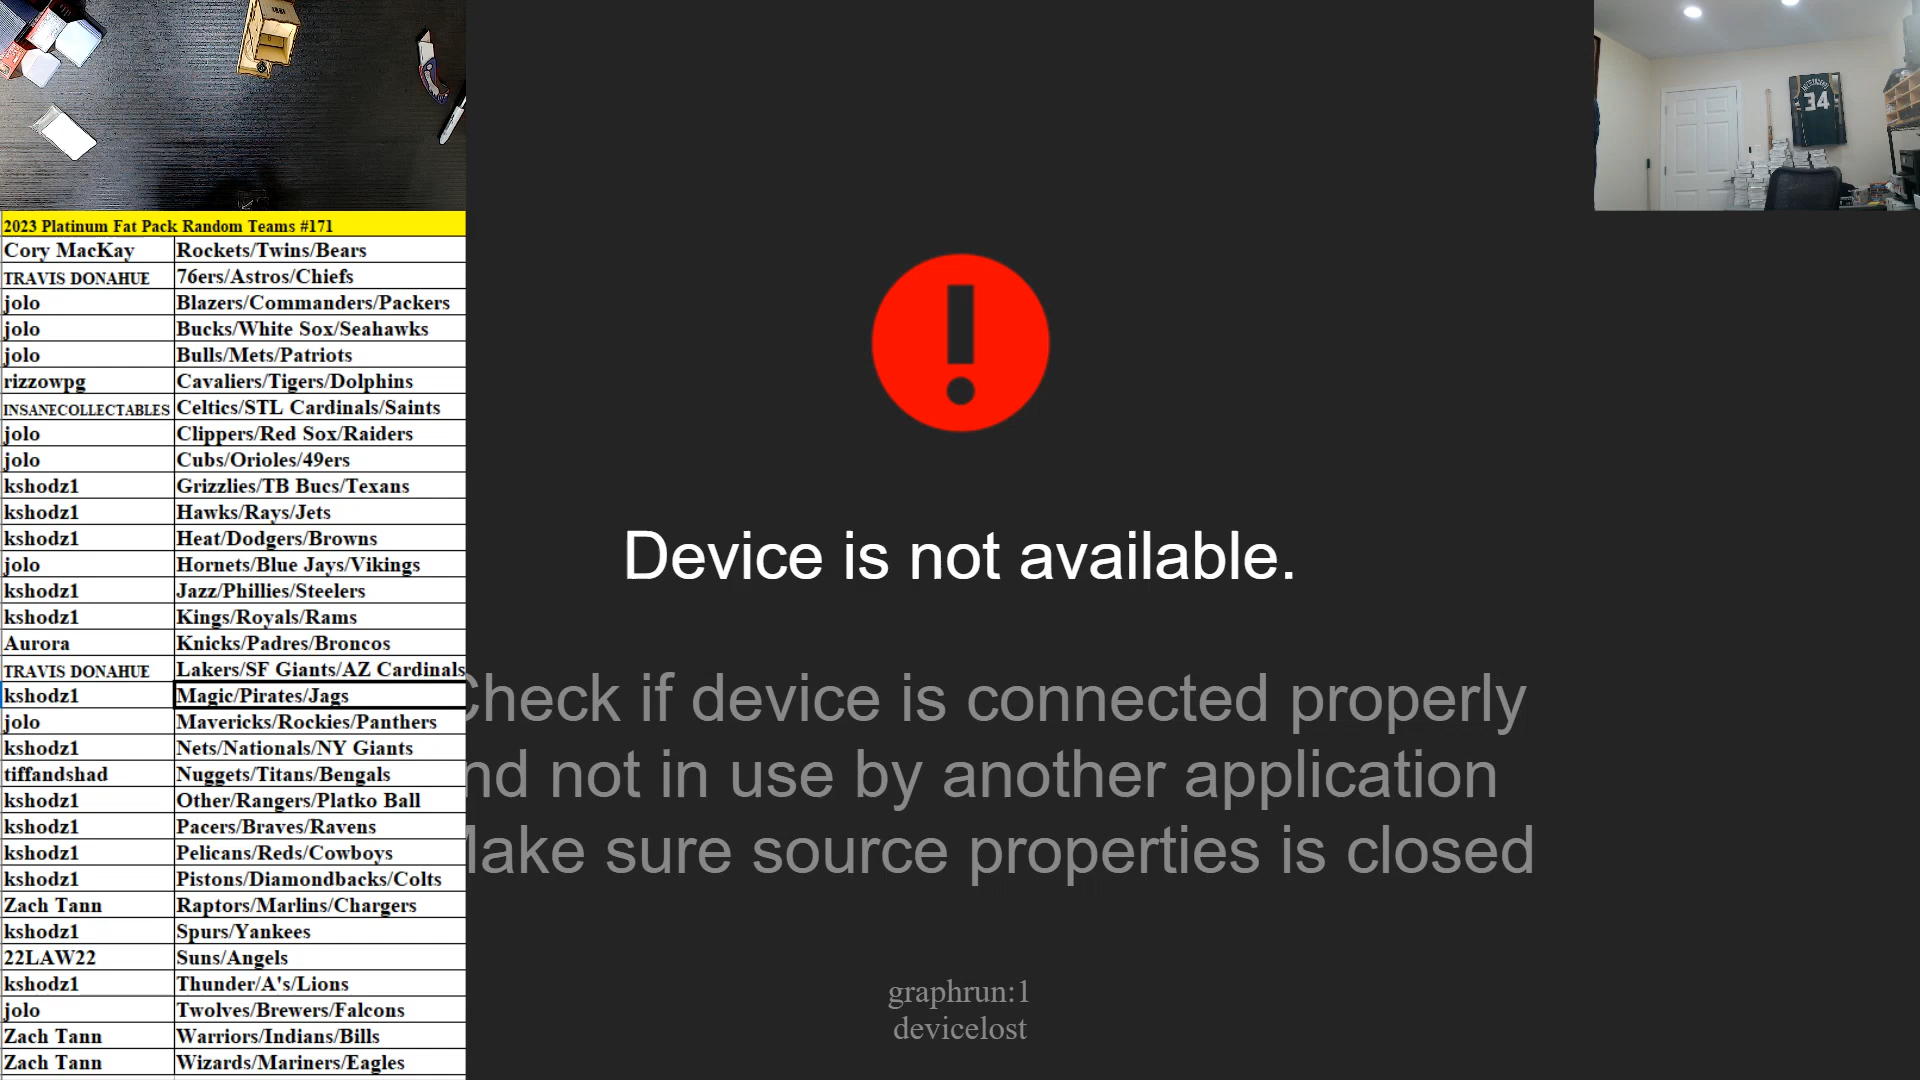 34
2023 Platinum Fat Pack Random Teams #171
Cory MacKay Rockets/Twins/Bears
TRAVIS DONAHUE 76ers/Astros/Chiefs
jolo Blazers/Commanders/Packers
jolo Bucks/White Sox/Seahawks
jolo Bulls/Mets/Patriots
rizzowpg Cavaliers/Tigers/Dolphins
INSANECOLLECTABLES Celtics/STL Cardinals/Saints
jolo Clippers/Red Sox/Raiders
jolo Cubs/Orioles/49ers
kshodz1 Grizzlies/TB Bucs/Texans
kshodz1 Hawks/Rays/Jets
kshodz1 Heat/Dodgers/Browns
jolo Hornets/Blue Jays/Vikings
kshodz1 Jazz/Phillies/Steelers
kshodz1 Kings/Royals/Rams
Aurora Knicks/Padres/Broncos
TRAVIS DONAHUE Lakers/SF Giants/AZ Cardinals
kshodz1 Magic/Pirates/Jags
jolo Mavericks/Rockies/Panthers
kshodz1 Nets/Nationals/NY Giants
tiffandshad Nuggets/Titans/Bengals
kshodz1 Other/Rangers/Platko Ball
kshodz1 Pacers/Braves/Ravens
kshodz1 Pelicans/Reds/Cowboys
kshodz1 Pistons/Diamondbacks/Colts
Zach Tann Raptors/Marlins/Chargers
kshodz1 Spurs/Yankees
22LAW22 Suns/Angels
kshodz1 Thunder/A's/Lions
jolo Twolves/Brewers/Falcons
Zach Tann Warriors/Indians/Bills
Zach Tann Wizards/Mariners/Eagles
Device is not available.
Check if device is connected properly
nd not in use by another application
Make sure source properties is closed
graphrun:1
devicelost